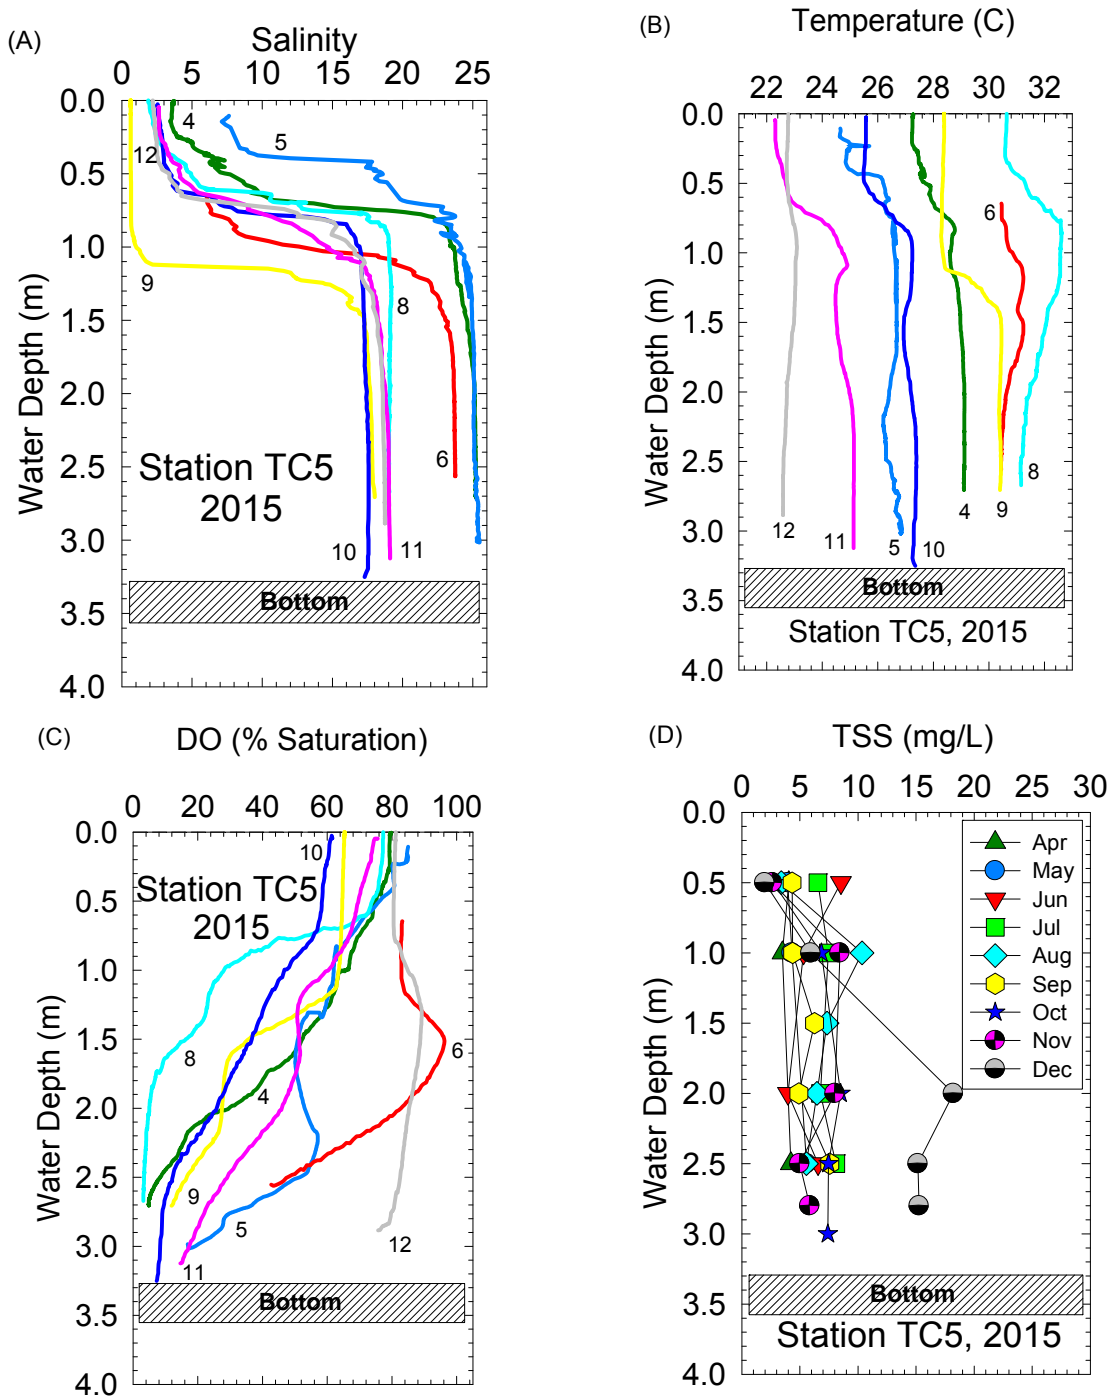 (A)
Salinity
0 5 10 15 20 25
0.0
0.5
1.0
1.5
2.0
2.5
3.0
3.5
4.0
Water Depth (m)
4
5
12
9
8
6
10
11
Station TC5
2015
Bottom
(B)
Temperature (C)
22 24 26 28 30 32
0.0
0.5
1.0
1.5
2.0
2.5
3.0
3.5
4.0
Water Depth (m)
6
8
4
9
12
11
5
10
Bottom
Station TC5, 2015
(C)
DO (% Saturation)
0 20 40 60 80 100
0.0
0.5
1.0
1.5
2.0
2.5
3.0
3.5
4.0
Water Depth (m)
10
Station TC5
2015
8
6
4
9
5
12
11
Bottom
(D)
TSS (mg/L)
0 5 10 15 20 25 30
0.0
0.5
1.0
1.5
2.0
2.5
3.0
3.5
4.0
Water Depth (m)
Apr
May
Jun
Jul
Aug
Sep
Oct
Nov
Dec
Bottom
Station TC5, 2015